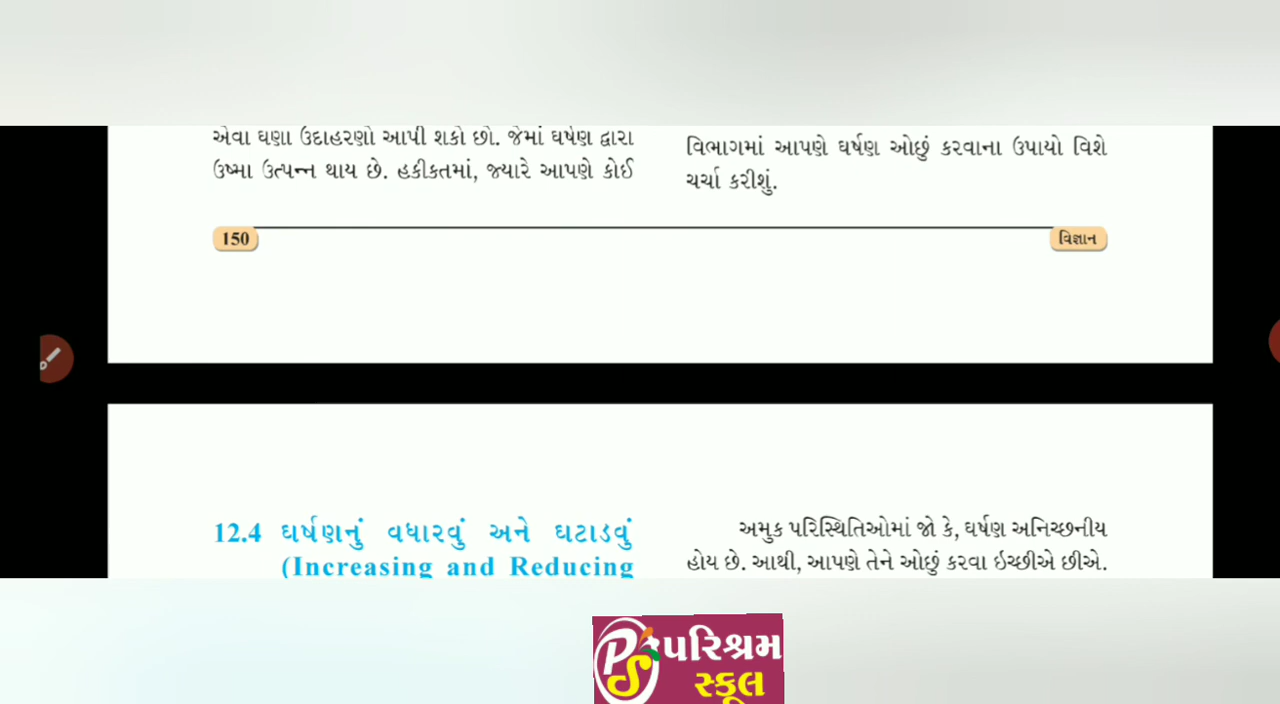 એવા ઘણા ઉદાહરણો આપી શકો છો. જેમાં ઘર્ષણ દ્વારા
ઉષ્મા ઉત્પન્ન થાય છે. હકીકતમાં, જ્યારે આપણે કોઈ
વિભાગમાં આપણે ઘર્ષણ ઓછું કરવાના ઉપાયો વિશે
ચર્ચા કરીશું.
150
વિજ્ઞાન
12.4 ઘર્ષણનું વધારવું અને ઘટાડવું
(Increasing and Reducing
અમુક પરિસ્થિતિઓમાં જો કે, ઘર્ષણ અનિચ્છનીય
હોય છે. આથી, આપણે તેને ઓછું કરવા ઇચ્છીએ છીએ.
PS
પરિશ્રમ
સ્કૂલ